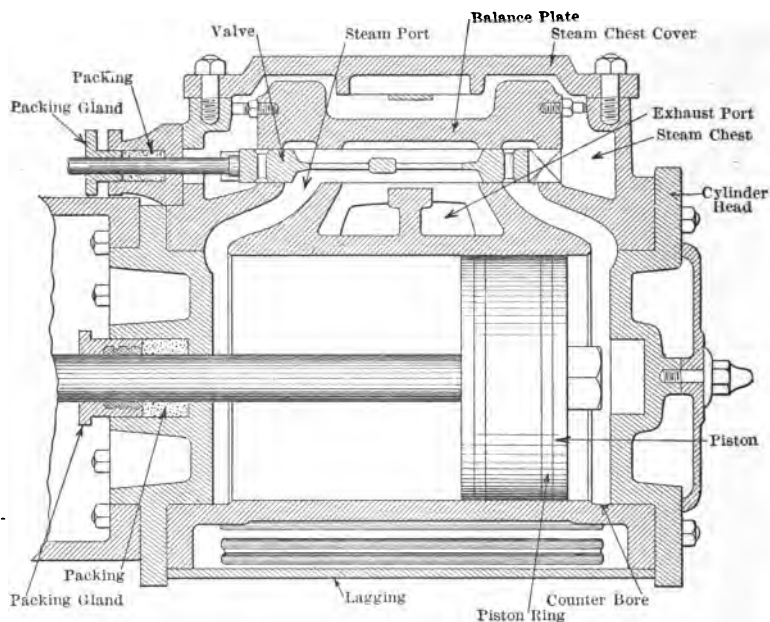 Balance Plate
Valve
Steam Port
Steam Chest Cover
Packing
Packing Gland
Exhaust Port
Steam Chest
Cylinder
Head
Piston
Packing
Packing Gland
Lagging
Counter Bore
Piston Ring